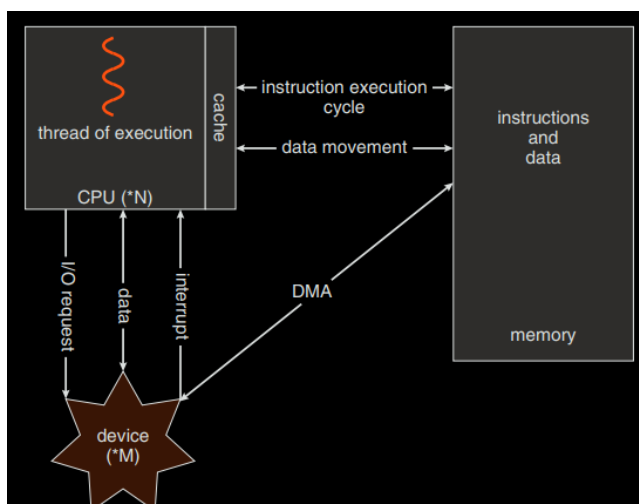 thread of execution
cache
CPU (*N)
instruction execution
cycle
data movement
instructions
and
data
memory
I/O request
data
interrupt
DMA
device
(*M)